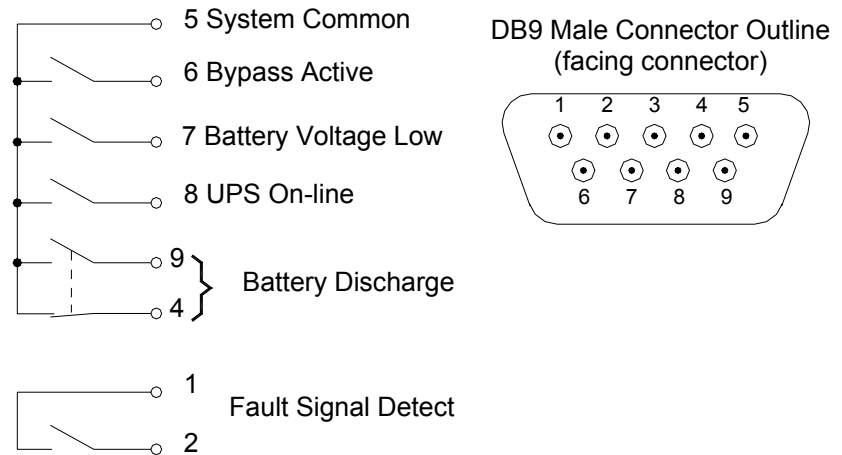 5 System Common
6 Bypass Active
7 Battery Voltage Low
8 UPS On-line
9
4
Battery Discharge
1
2
Fault Signal Detect
DB9 Male Connector Outline
(facing connector)
1 2 3 4 5
6 7 8 9